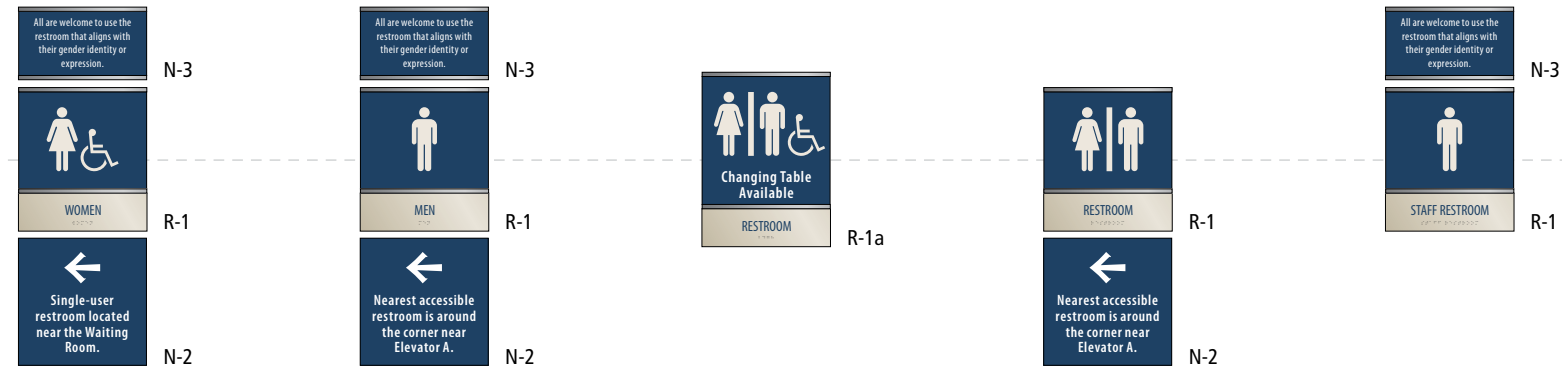 All are welcome to use the
restroom that aligns with
their gender identity or
expression.
N-3
WOMEN
R-1
Single-user
restroom located
near the Waiting
Room.
N-2
All are welcome to use the
restroom that aligns with
their gender identity or
expression.
N-3
MEN
R-1
Nearest accessible
restroom is around
the corner near
Elevator A.
N-2
Changing Table
Available
RESTROOM
R-1a
RESTROOM
R-1
Nearest accessible
restroom is around
the corner near
Elevator A.
N-2
All are welcome to use the
restroom that aligns with
their gender identity or
expression.
N-3
STAFF RESTROOM
R-1